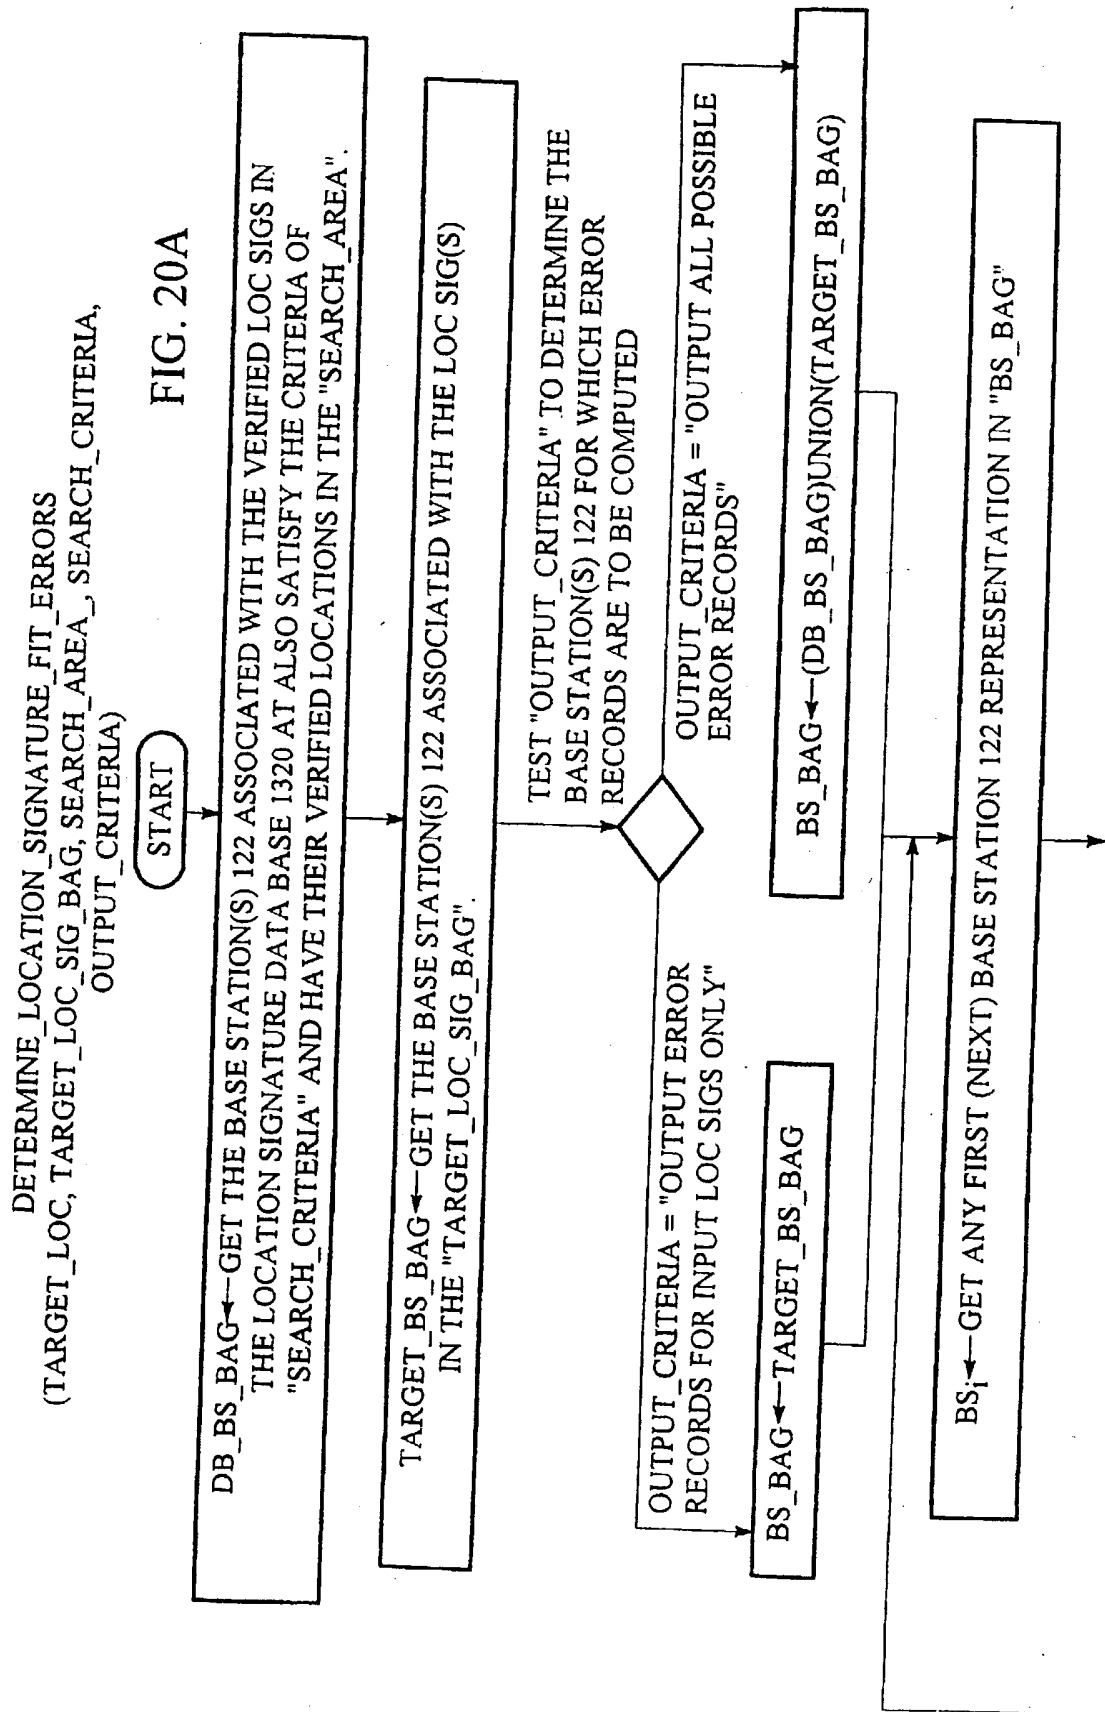 DETERMINE_LOCATION_SIGNATURE_FIT_ERRORS
(TARGET_LOC, TARGET_LOC_SIG_BAG, SEARCH_AREA_, SEARCH_CRITERIA,
OUTPUT_CRITERIA)
FIG. 20A
START
DB_BS_BAG←GET THE BASE STATION(S) 122 ASSOCIATED WITH THE VERIFIED LOC SIGS IN
THE LOCATION SIGNATURE DATA BASE 1320 AT ALSO SATISFY THE CRITERIA OF
"SEARCH_CRITERIA" AND HAVE THEIR VERIFIED LOCATIONS IN THE "SEARCH_AREA".
TARGET_BS_BAG←GET THE BASE STATION(S) 122 ASSOCIATED WITH THE LOC SIG(S)
IN THE "TARGET_LOC_SIG_BAG".
TEST "OUTPUT_CRITERIA" TO DETERMINE THE
BASE STATION(S) 122 FOR WHICH ERROR
RECORDS ARE TO BE COMPUTED
OUTPUT_CRITERIA = "OUTPUT ERROR
RECORDS FOR INPUT LOC SIGS ONLY"
OUTPUT_CRITERIA = "OUTPUT ALL POSSIBLE
ERROR RECORDS"
BS_BAG←TARGET_BS_BAG
BS_BAG←(DB_BS_BAG)UNION(TARGET_BS_BAG)
BSi←GET ANY FIRST (NEXT) BASE STATION 122 REPRESENTATION IN "BS_BAG"